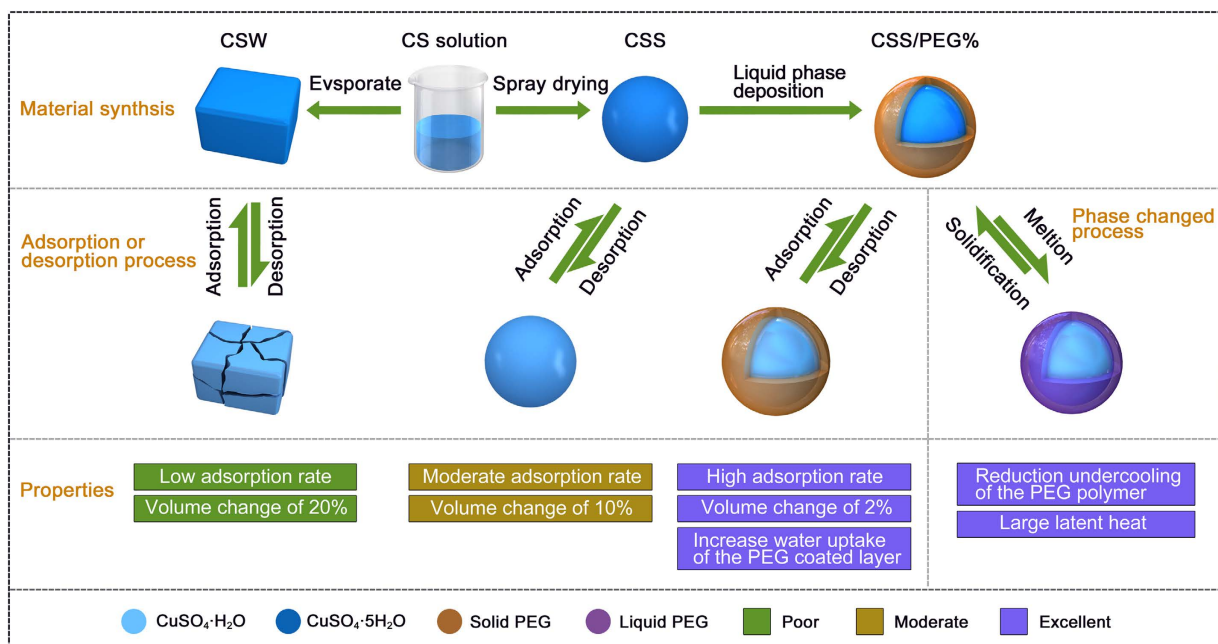 CSW
CS solution
CSS
CSS/PEG%
Material synthsis
Evsporate
Spray drying
Liquid phase
deposition
Adsorption or
desorption process
Adsorption
Desorption
Adsorption
Desorption
Adsorption
Desorption
Solidification
Meltion
Phase changed
process
Properties
Low adsorption rate
Volume change of 20%
Moderate adsorption rate
Volume change of 10%
High adsorption rate
Volume change of 2%
Increase water uptake
of the PEG coated layer
Reduction undercooling
of the PEG polymer
Large latent heat
CuSO₄·H₂O
CuSO₄·5H₂O
Solid PEG
Liquid PEG
Poor
Moderate
Excellent